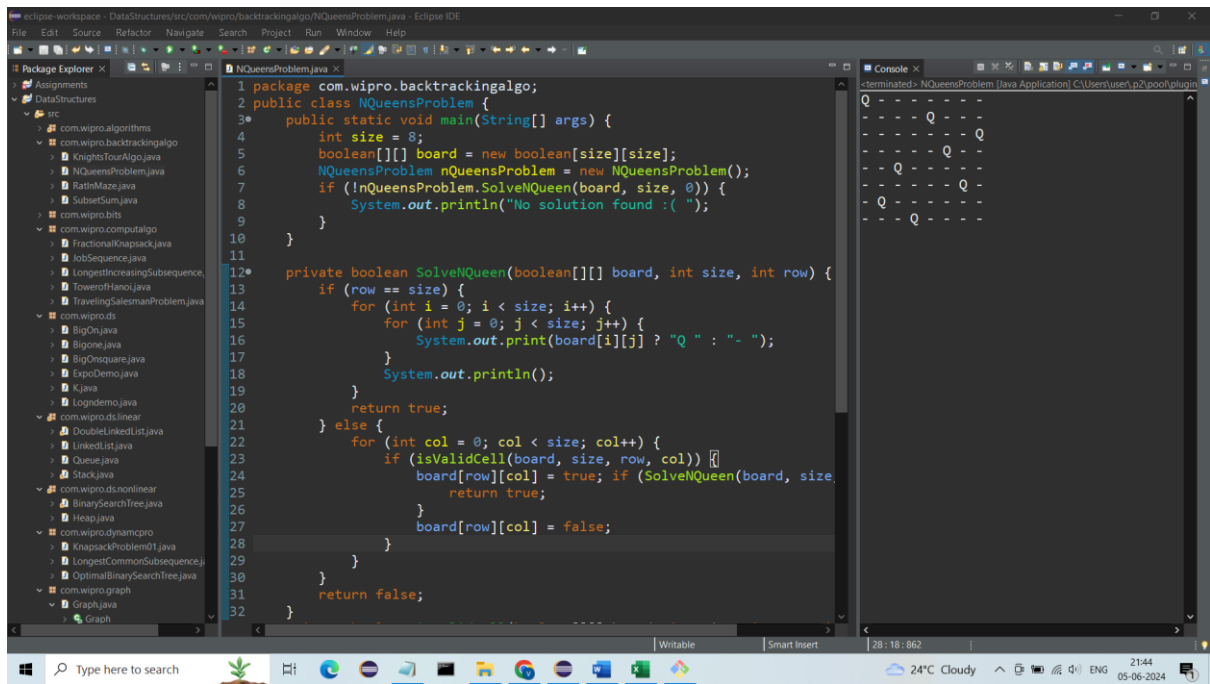 eclipse-workspace - DataStructures/src/com/wipro/backtrackingalgo/NQueensProblem.java - Eclipse IDE
File Edit Source Refactor Navigate Search Project Run Window Help
Package Explorer ×
Assignments
DataStructures
src
com.wipro.algorithms
com.wipro.backtrackingalgo
KnightsTourAlgo.java
NQueensProblem.java
RatInMaze.java
SubsetSum.java
com.wipro.bits
com.wipro.computalgo
FractionalKnapsack.java
JobSequence.java
LongestIncreasingSubsequence.
TowerofHanoi.java
TravelingSalesmanProblem.java
com.wipro.ds
BigOn.java
Bigone.java
BigOnsquare.java
ExpoDemo.java
K.java
Logndemo.java
com.wipro.ds.linear
DoubleLinkedList.java
LinkedList.java
Queue.java
Stack.java
com.wipro.ds.nonlinear
BinarySearchTree.java
Heap.java
com.wipro.dynamcpro
KnapsackProblem01.java
LongestCommonSubsequence.ja
OptimalBinarySearchTree.java
com.wipro.graph
Graph.java
Graph
NQueensProblem.java ×
1 package com.wipro.backtrackingalgo;
2 public class NQueensProblem {
3 public static void main(String[] args) {
4 int size = 8;
5 boolean[][] board = new boolean[size][size];
6 NQueensProblem nQueensProblem = new NQueensProblem();
7 if (!nQueensProblem.SolveNQueen(board, size, 0)) {
8 System.out.println("No solution found :( ");
9 }
10 }
11
12 private boolean SolveNQueen(boolean[][] board, int size, int row) {
13 if (row == size) {
14 for (int i = 0; i < size; i++) {
15 for (int j = 0; j < size; j++) {
16 System.out.print(board[i][j] ? "Q " : "- ");
17 }
18 System.out.println();
19 }
20 return true;
21 } else {
22 for (int col = 0; col < size; col++) {
23 if (isValidCell(board, size, row, col)) {
24 board[row][col] = true; if (SolveNQueen(board, size,
25 return true;
26 }
27 board[row][col] = false;
28 }
29 }
30 }
31 return false;
32 }
Console ×
<terminated> NQueensProblem [Java Application] C:\Users\user\.p2\pool\plugin
Q - - - - - - -
- - - - Q - - -
- - - - - - - Q
- - - - - Q - -
- - Q - - - - -
- - - - - - Q -
- Q - - - - - -
- - - Q - - - -
Writable Smart Insert 28 : 18 : 862
Type here to search
24°C Cloudy
ENG
21:44
05-06-2024